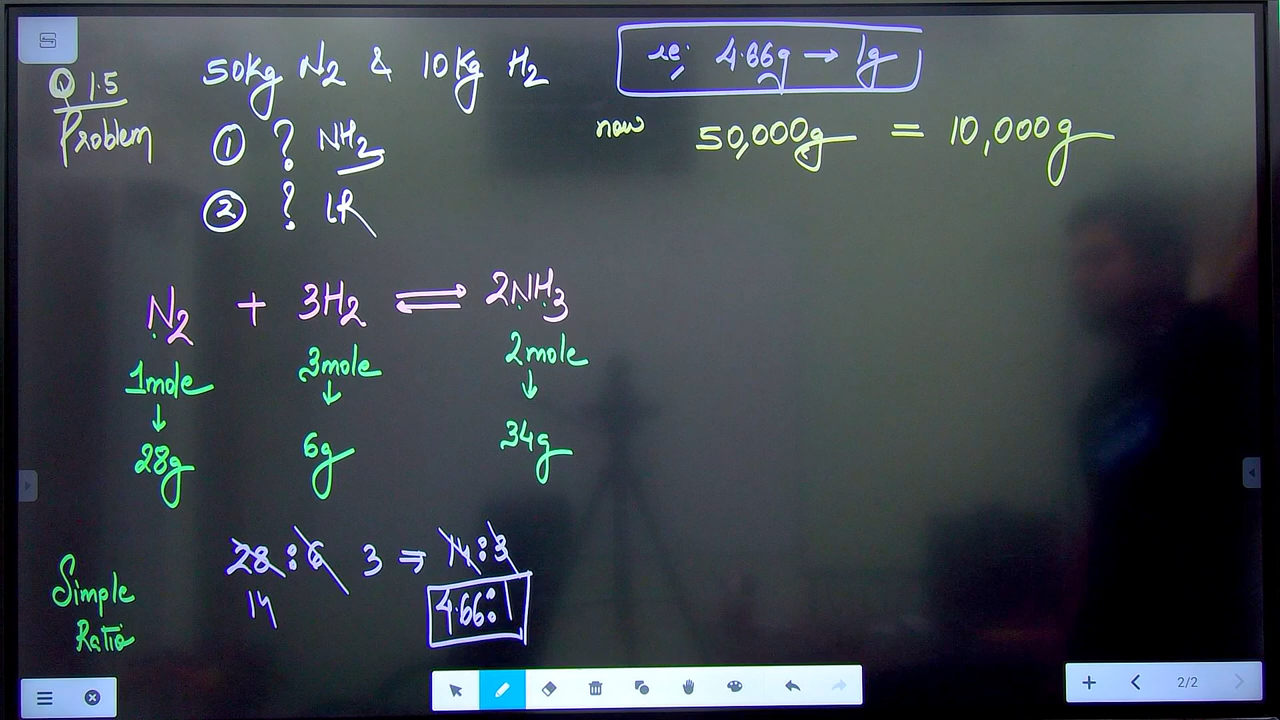 Q 1.5
Problem
50Kg N2 & 10Kg H2
① ? NH2
② ? LR
ie: 4.66g → 1g
now 50,000g = 10,000g
N2 + 3H2 ⇌ 2NH3
1mole 3mole 2mole
↓ ↓ ↓
28g 6g 34g
Simple Ratio
28:6 3 ⇒ 14:3
14 4.66:1
2/2